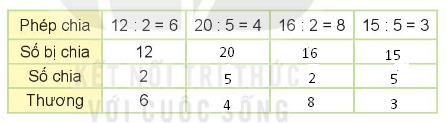 Phép chia 12 : 2 = 6 20 : 5 = 4 16 : 2 = 8 15 : 5 = 3
Số bị chia 12 20 16 15
Số chia 2 5 2 5
KẾT NỐI TRI THỨC
Thương 6 4 8 3
VỚI CUỘC SỐNG